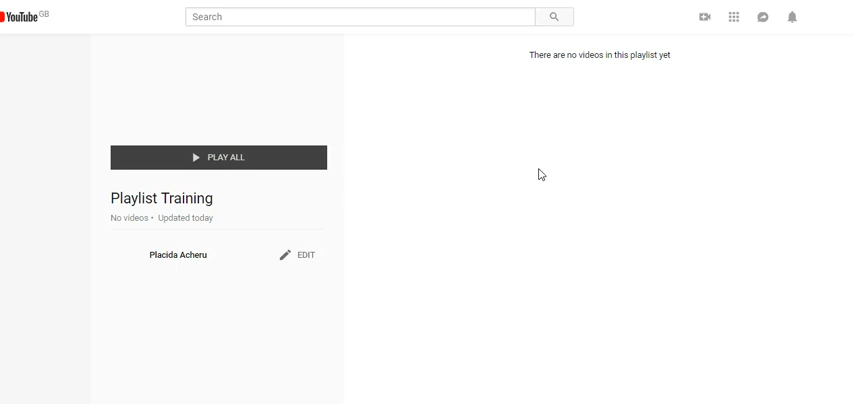 YouTube GB
Search
There are no videos in this playlist yet
PLAY ALL
Playlist Training
No videos • Updated today
Placida Acheru
EDIT